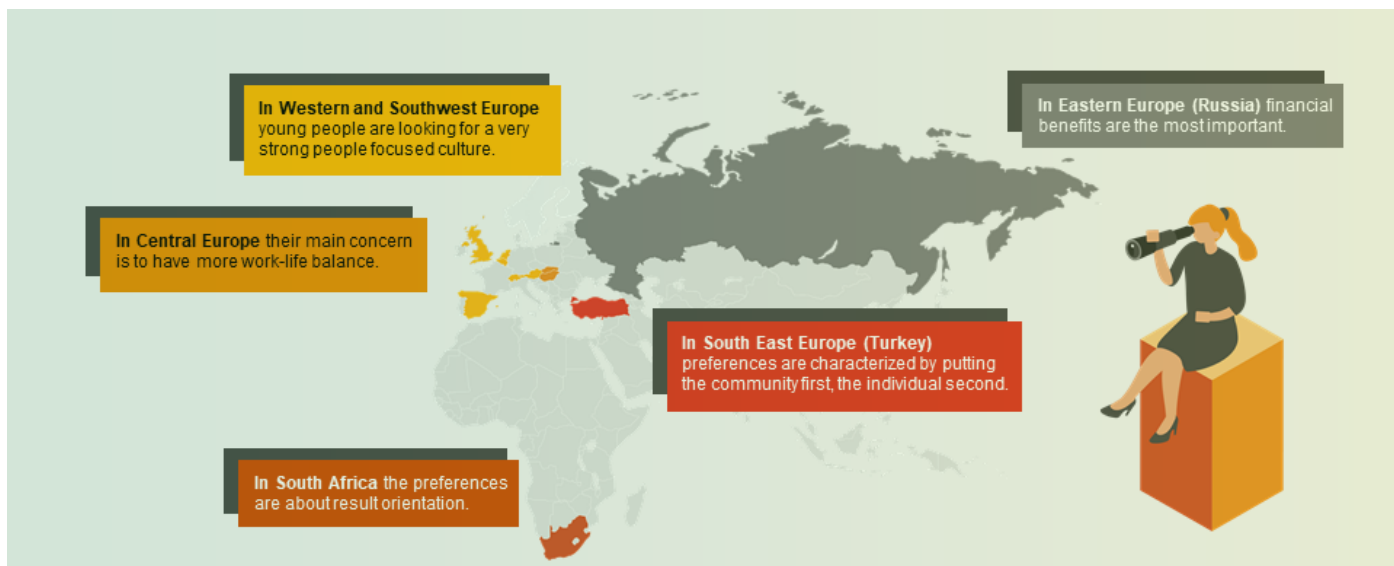 In Western and Southwest Europe
young people are looking for a very
strong people focused culture.
In Eastern Europe (Russia) financial
benefits are the most important.
In Central Europe their main concern
is to have more work-life balance.
In South East Europe (Turkey)
preferences are characterized by putting
the community first, the individual second.
In South Africa the preferences
are about result orientation.